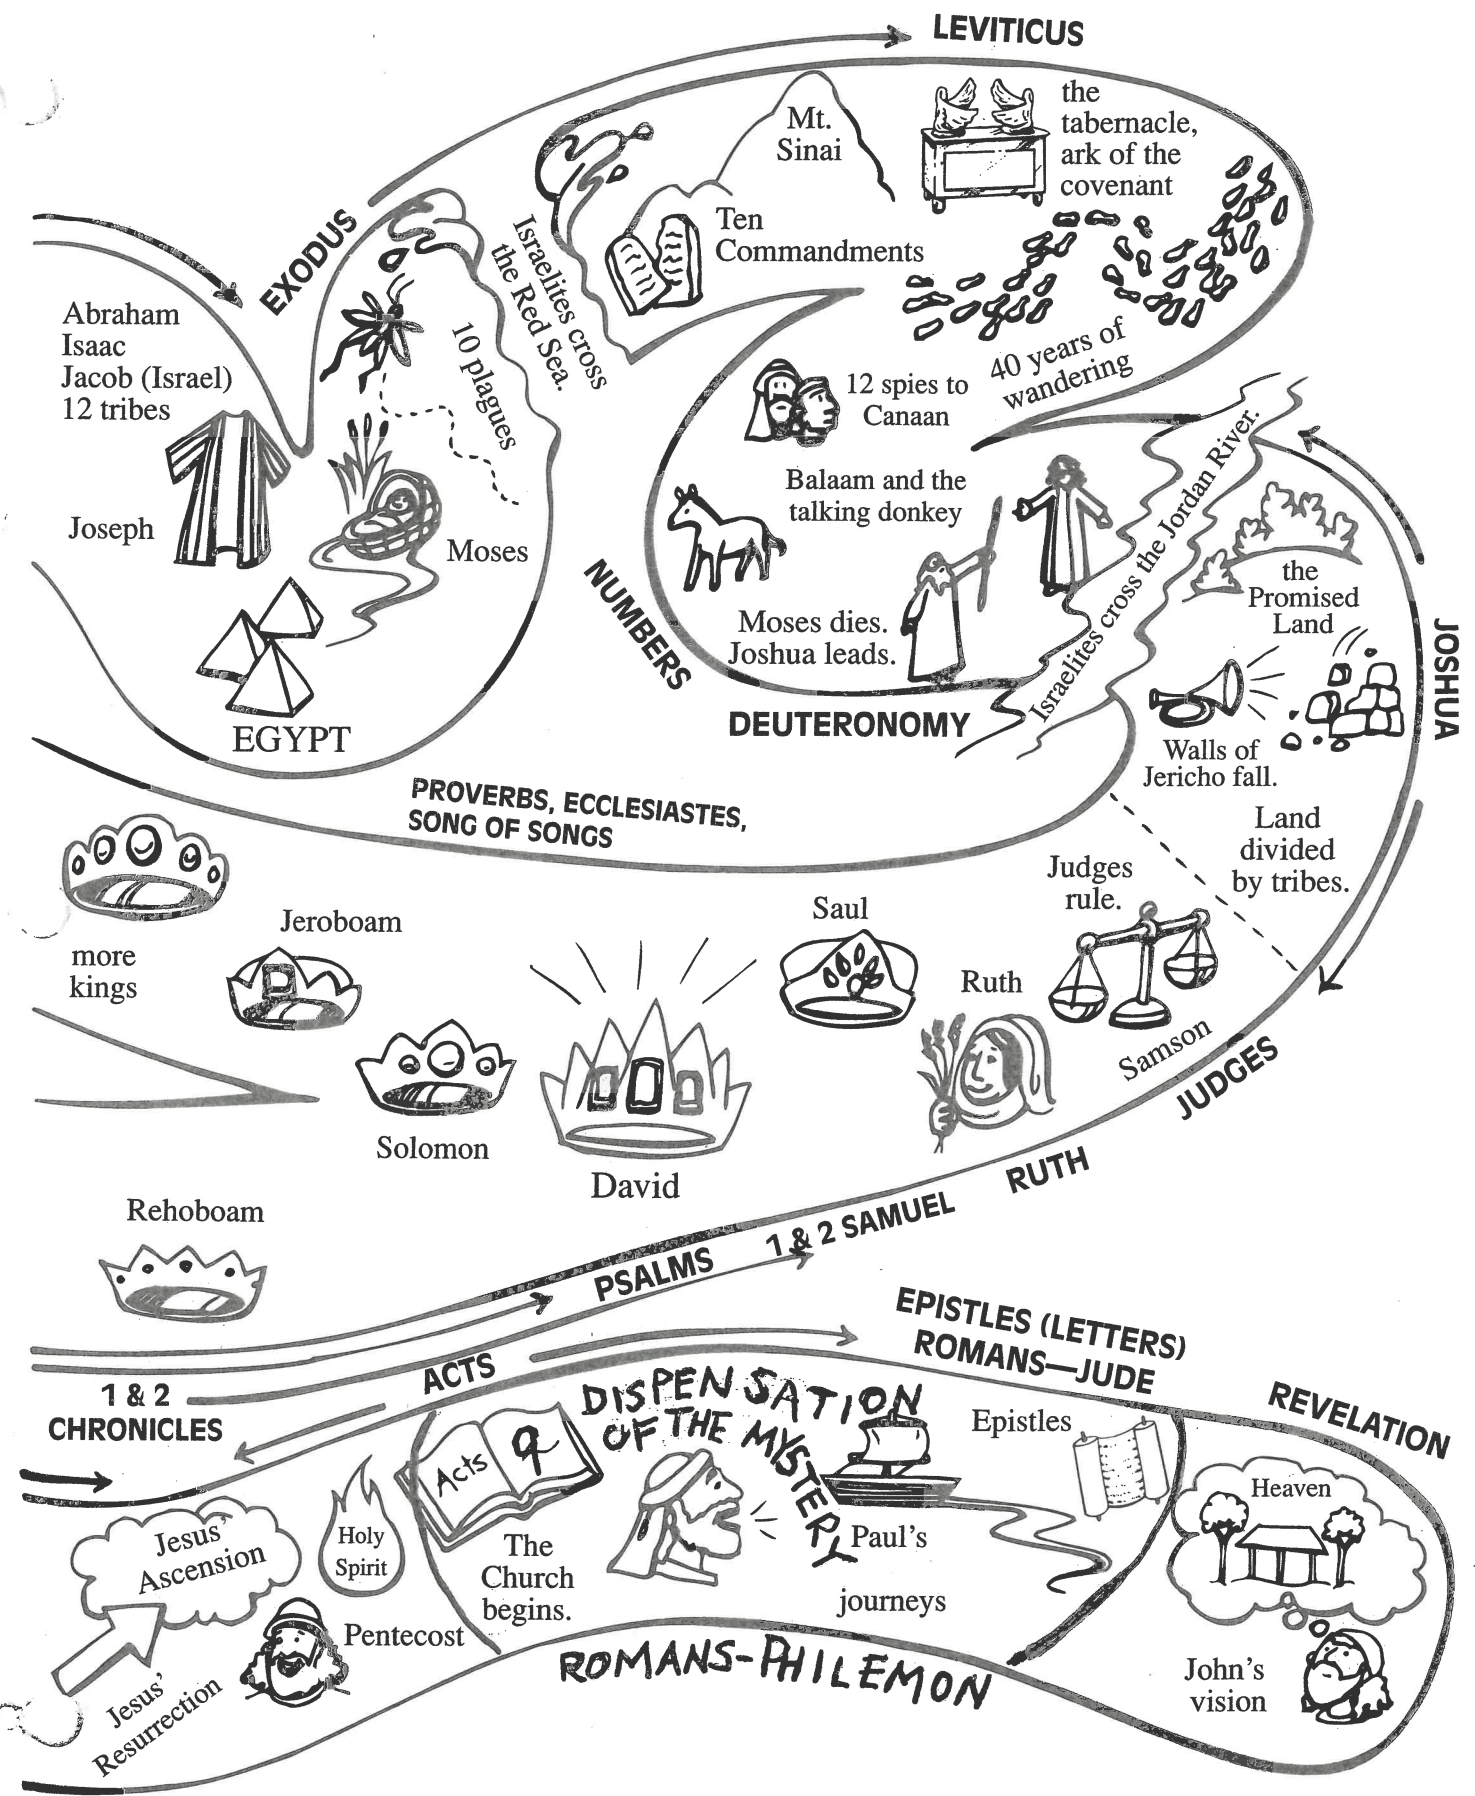 LEVITICUS
Mt.
Sinai
the
tabernacle,
ark of the
covenant
Ten
Commandments
EXODUS
Israelites cross
the Red Sea.
10 plagues
Abraham
Isaac
Jacob (Israel)
12 tribes
Joseph
Moses
EGYPT
40 years of
wandering
12 spies to
Canaan
Balaam and the
talking donkey
Moses dies.
Joshua leads.
NUMBERS
DEUTERONOMY
Israelites cross the Jordan River.
the
Promised
Land
JOSHUA
Walls of
Jericho fall.
Land
divided
by tribes.
PROVERBS, ECCLESIASTES,
SONG OF SONGS
Judges
rule.
Samson
JUDGES
Ruth
RUTH
Saul
David
Solomon
Jeroboam
more
kings
Rehoboam
1 & 2 SAMUEL
PSALMS
1 & 2
CHRONICLES
ACTS
EPISTLES (LETTERS)
ROMANS—JUDE
REVELATION
DISPENSATION
OF THE MYSTERY
Acts 9
Epistles
Heaven
Jesus'
Ascension
Holy
Spirit
The
Church
begins.
Paul's
journeys
Pentecost
Jesus'
Resurrection
ROMANS-PHILEMON
John's
vision